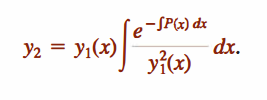 y₂ = y₁(x) ∫ e^(−∫P(x) dx) / y₁²(x) dx.